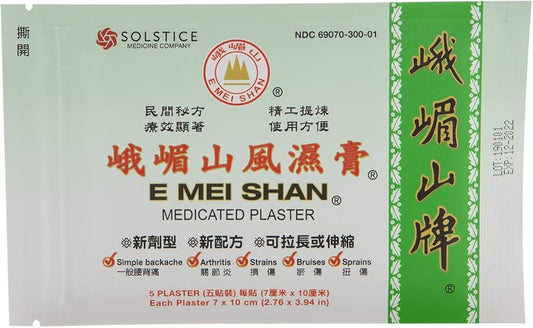 撕開
SOLSTICE
MEDICINE COMPANY
NDC 69070-300-01
峨嵋山
E MEI SHAN
®
民間秘方 精工提煉
療效顯著 使用方便
峨嵋山風濕膏®
E MEI SHAN®
MEDICATED PLASTER
※新劑型 ※新配方 ※可拉長或伸縮
Simple backache Arthritis Strains Bruises Sprains
一般腰背痛 關節炎 損傷 瘀傷 扭傷
5 PLASTER (五貼裝) 每貼 (7厘米 x 10厘米)
Each Plaster 7 x 10 cm (2.76 x 3.94 in)
峨嵋山牌®
LOT: 190101
EXP: 12-2022